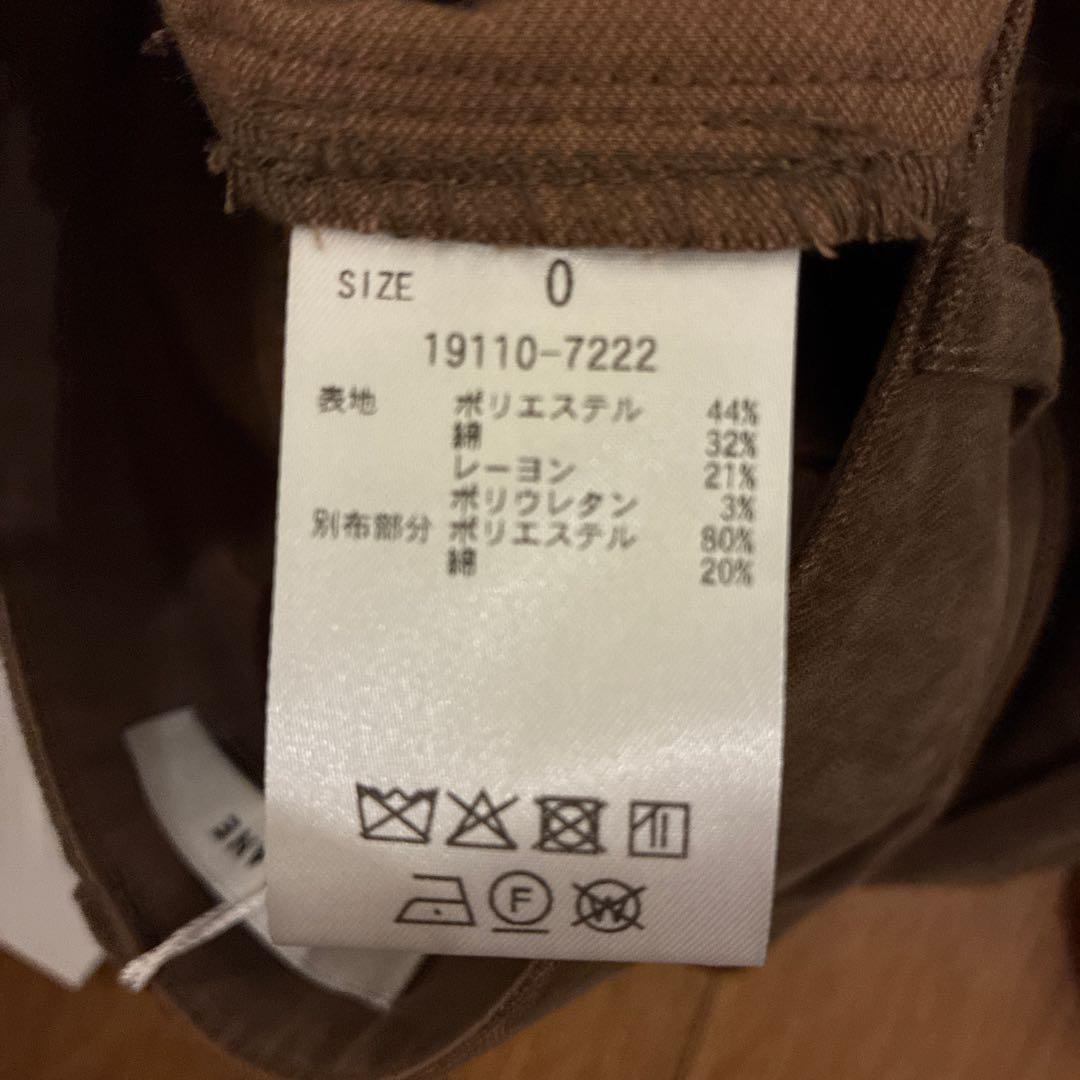 SIZE 0
19110-7222
表地 ポリエステル 44%
綿 32%
レーヨン 21%
ポリウレタン 3%
別布部分 ポリエステル 80%
綿 20%
F W
ANE